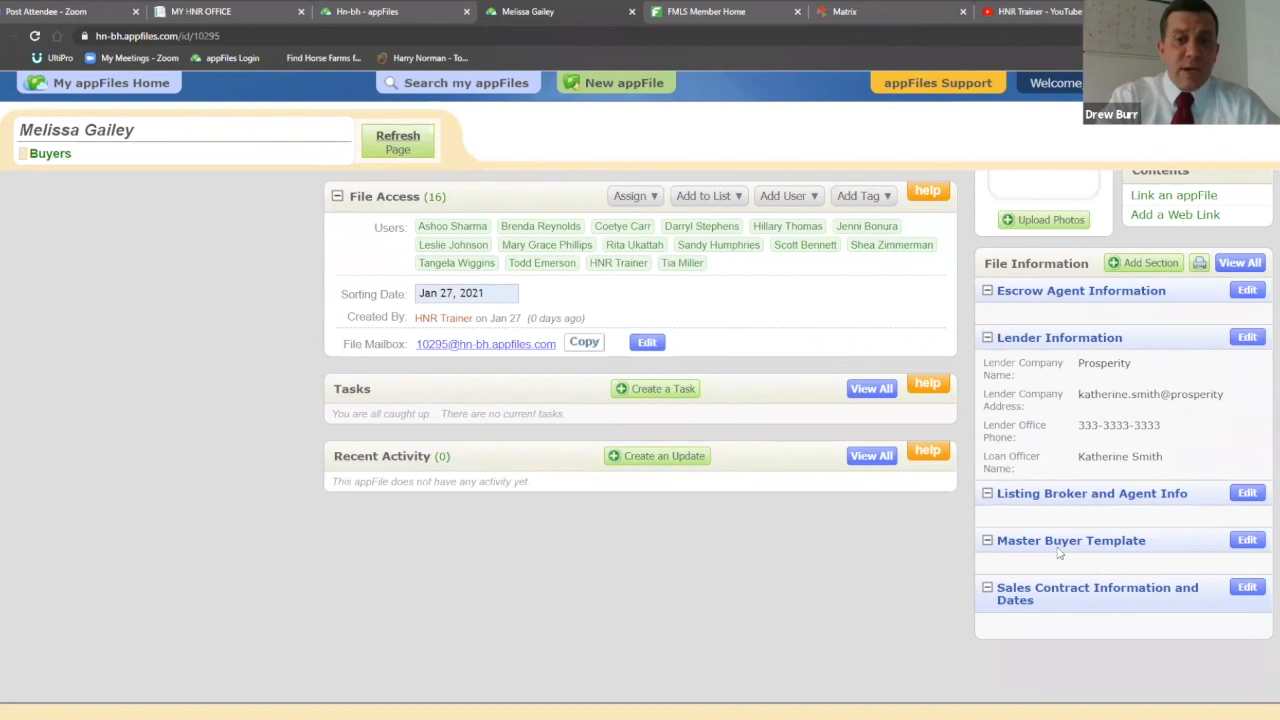 Post Attendee - Zoom
MY HNR OFFICE
Hn-bh - appFiles
Melissa Gailey
FMLS Member Home
Matrix
HNR Trainer - YouTube
hn-bh.appfiles.com/id/10295
UltiPro
My Meetings - Zoom
appFiles Login
Find Horse Farms f...
Harry Norman - To...
My appFiles Home
Search my appFiles
New appFile
appFiles Support
Welcome
Drew Burr
Melissa Gailey
Buyers
Refresh
Page
File Access (16)
Assign ▾
Add to List ▾
Add User ▾
Add Tag ▾
help
Users:
Ashoo Sharma
Brenda Reynolds
Coetye Carr
Darryl Stephens
Hillary Thomas
Jenni Bonura
Leslie Johnson
Mary Grace Phillips
Rita Ukattah
Sandy Humphries
Scott Bennett
Shea Zimmerman
Tangela Wiggins
Todd Emerson
HNR Trainer
Tia Miller
Sorting Date:
Jan 27, 2021
Created By:
HNR Trainer on Jan 27 (0 days ago)
File Mailbox:
10295@hn-bh.appfiles.com
Copy
Edit
Tasks
Create a Task
View All
help
You are all caught up... There are no current tasks.
Recent Activity (0)
Create an Update
View All
help
This appFile does not have any activity yet.
Upload Photos
Contents
Link an appFile
Add a Web Link
File Information
Add Section
View All
Escrow Agent Information
Edit
Lender Information
Edit
Lender Company Name:
Prosperity
Lender Company Address:
katherine.smith@prosperity
Lender Office Phone:
333-3333-3333
Loan Officer Name:
Katherine Smith
Listing Broker and Agent Info
Edit
Master Buyer Template
Edit
Sales Contract Information and Dates
Edit